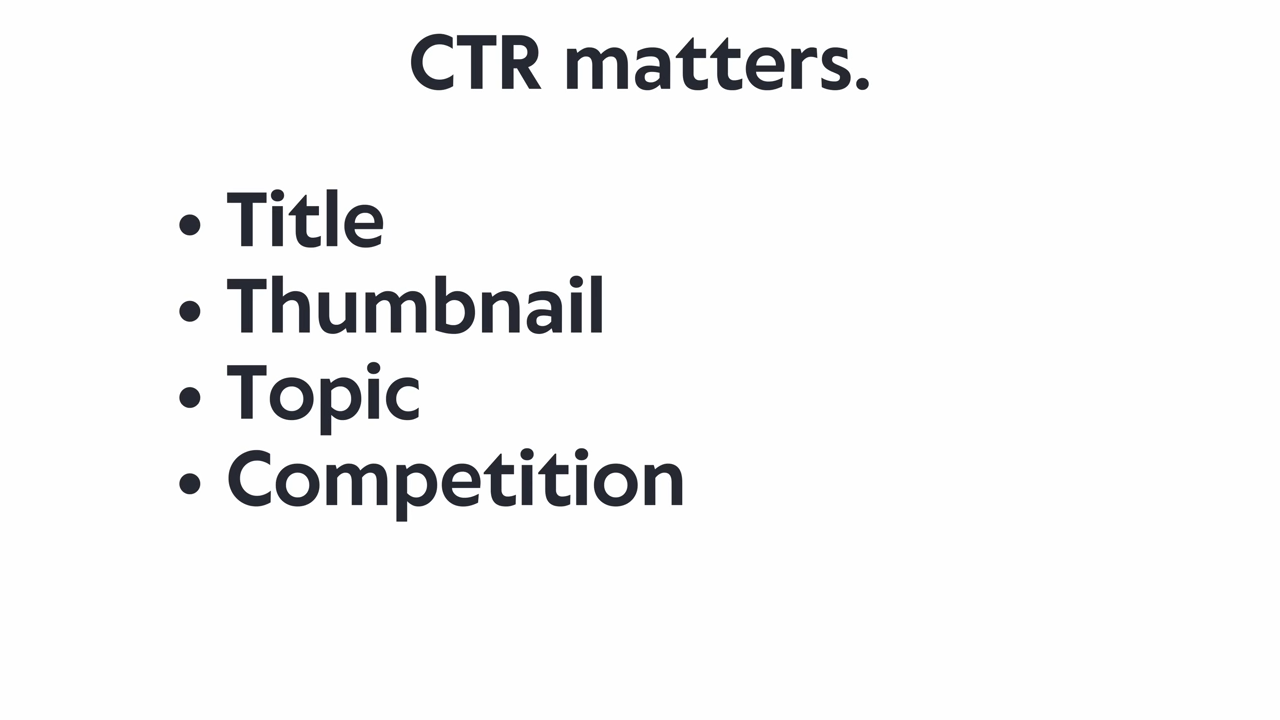 CTR matters.
• Title
• Thumbnail
• Topic
• Competition